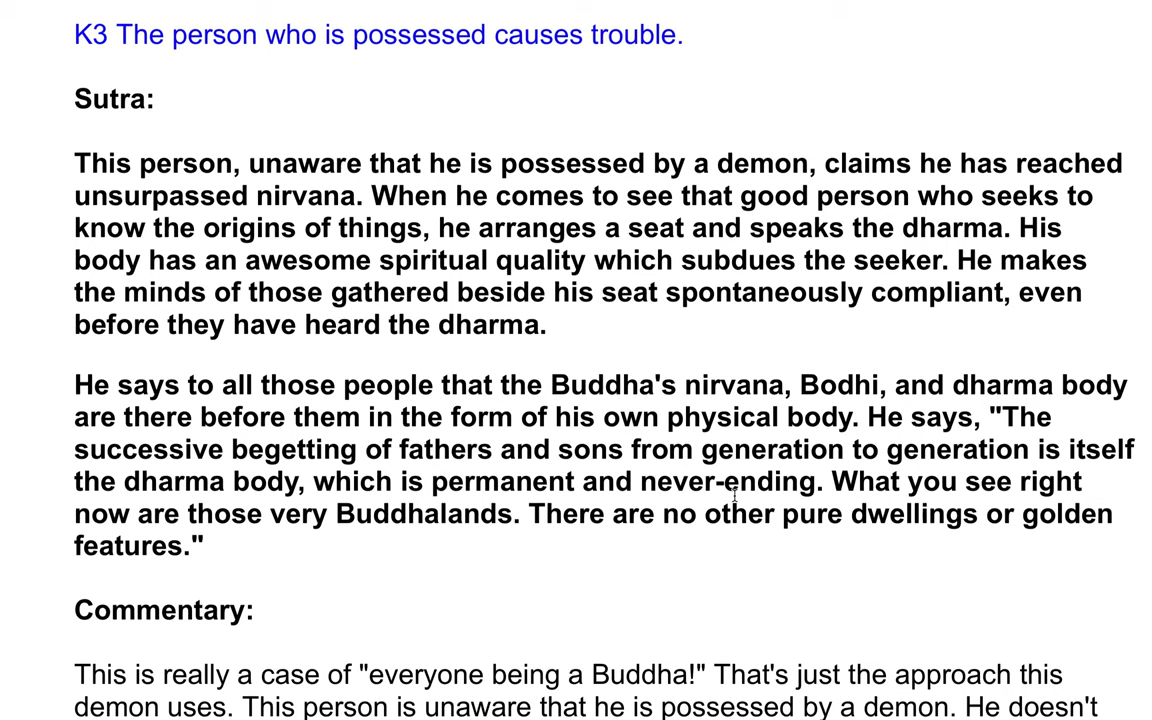 K3 The person who is possessed causes trouble.
Sutra:
This person, unaware that he is possessed by a demon, claims he has reached
unsurpassed nirvana. When he comes to see that good person who seeks to
know the origins of things, he arranges a seat and speaks the dharma. His
body has an awesome spiritual quality which subdues the seeker. He makes
the minds of those gathered beside his seat spontaneously compliant, even
before they have heard the dharma.
He says to all those people that the Buddha's nirvana, Bodhi, and dharma body
are there before them in the form of his own physical body. He says, "The
successive begetting of fathers and sons from generation to generation is itself
the dharma body, which is permanent and never-ending. What you see right
now are those very Buddhalands. There are no other pure dwellings or golden
features."
Commentary:
This is really a case of "everyone being a Buddha!" That's just the approach this
demon uses. This person is unaware that he is possessed by a demon. He doesn't